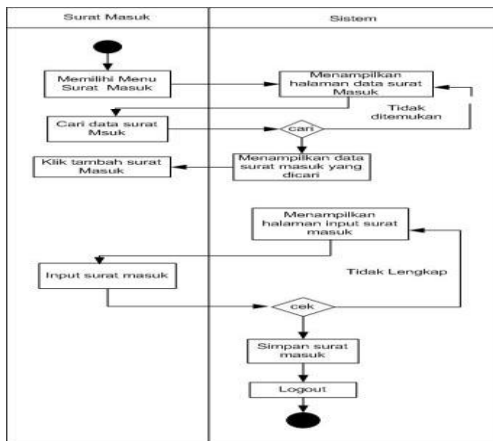 Surat Masuk
Sistem
Memilihi Menu
Surat Masuk
Menampilkan
halaman data surat
Masuk
Tidak
ditemukan
Cari data surat
Msuk
cari
Klik tambah surat
Masuk
Menampilkan data
surat masuk yang
dicari
Menampilkan
halaman input surat
masuk
Input surat masuk
Tidak Lengkap
cek
Simpan surat
masuk
Logout